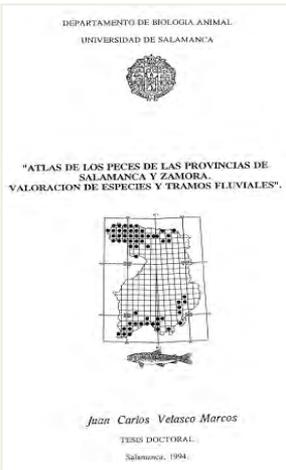 DEPARTAMENTO DE BIOLOGIA ANIMAL
UNIVERSIDAD DE SALAMANCA
"ATLAS DE LOS PECES DE LAS PROVINCIAS DE
SALAMANCA Y ZAMORA.
VALORACION DE ESPECIES Y TRAMOS FLUVIALES".
Juan Carlos Velasco Marcos
TESIS DOCTORAL
Salamanca, 1994.